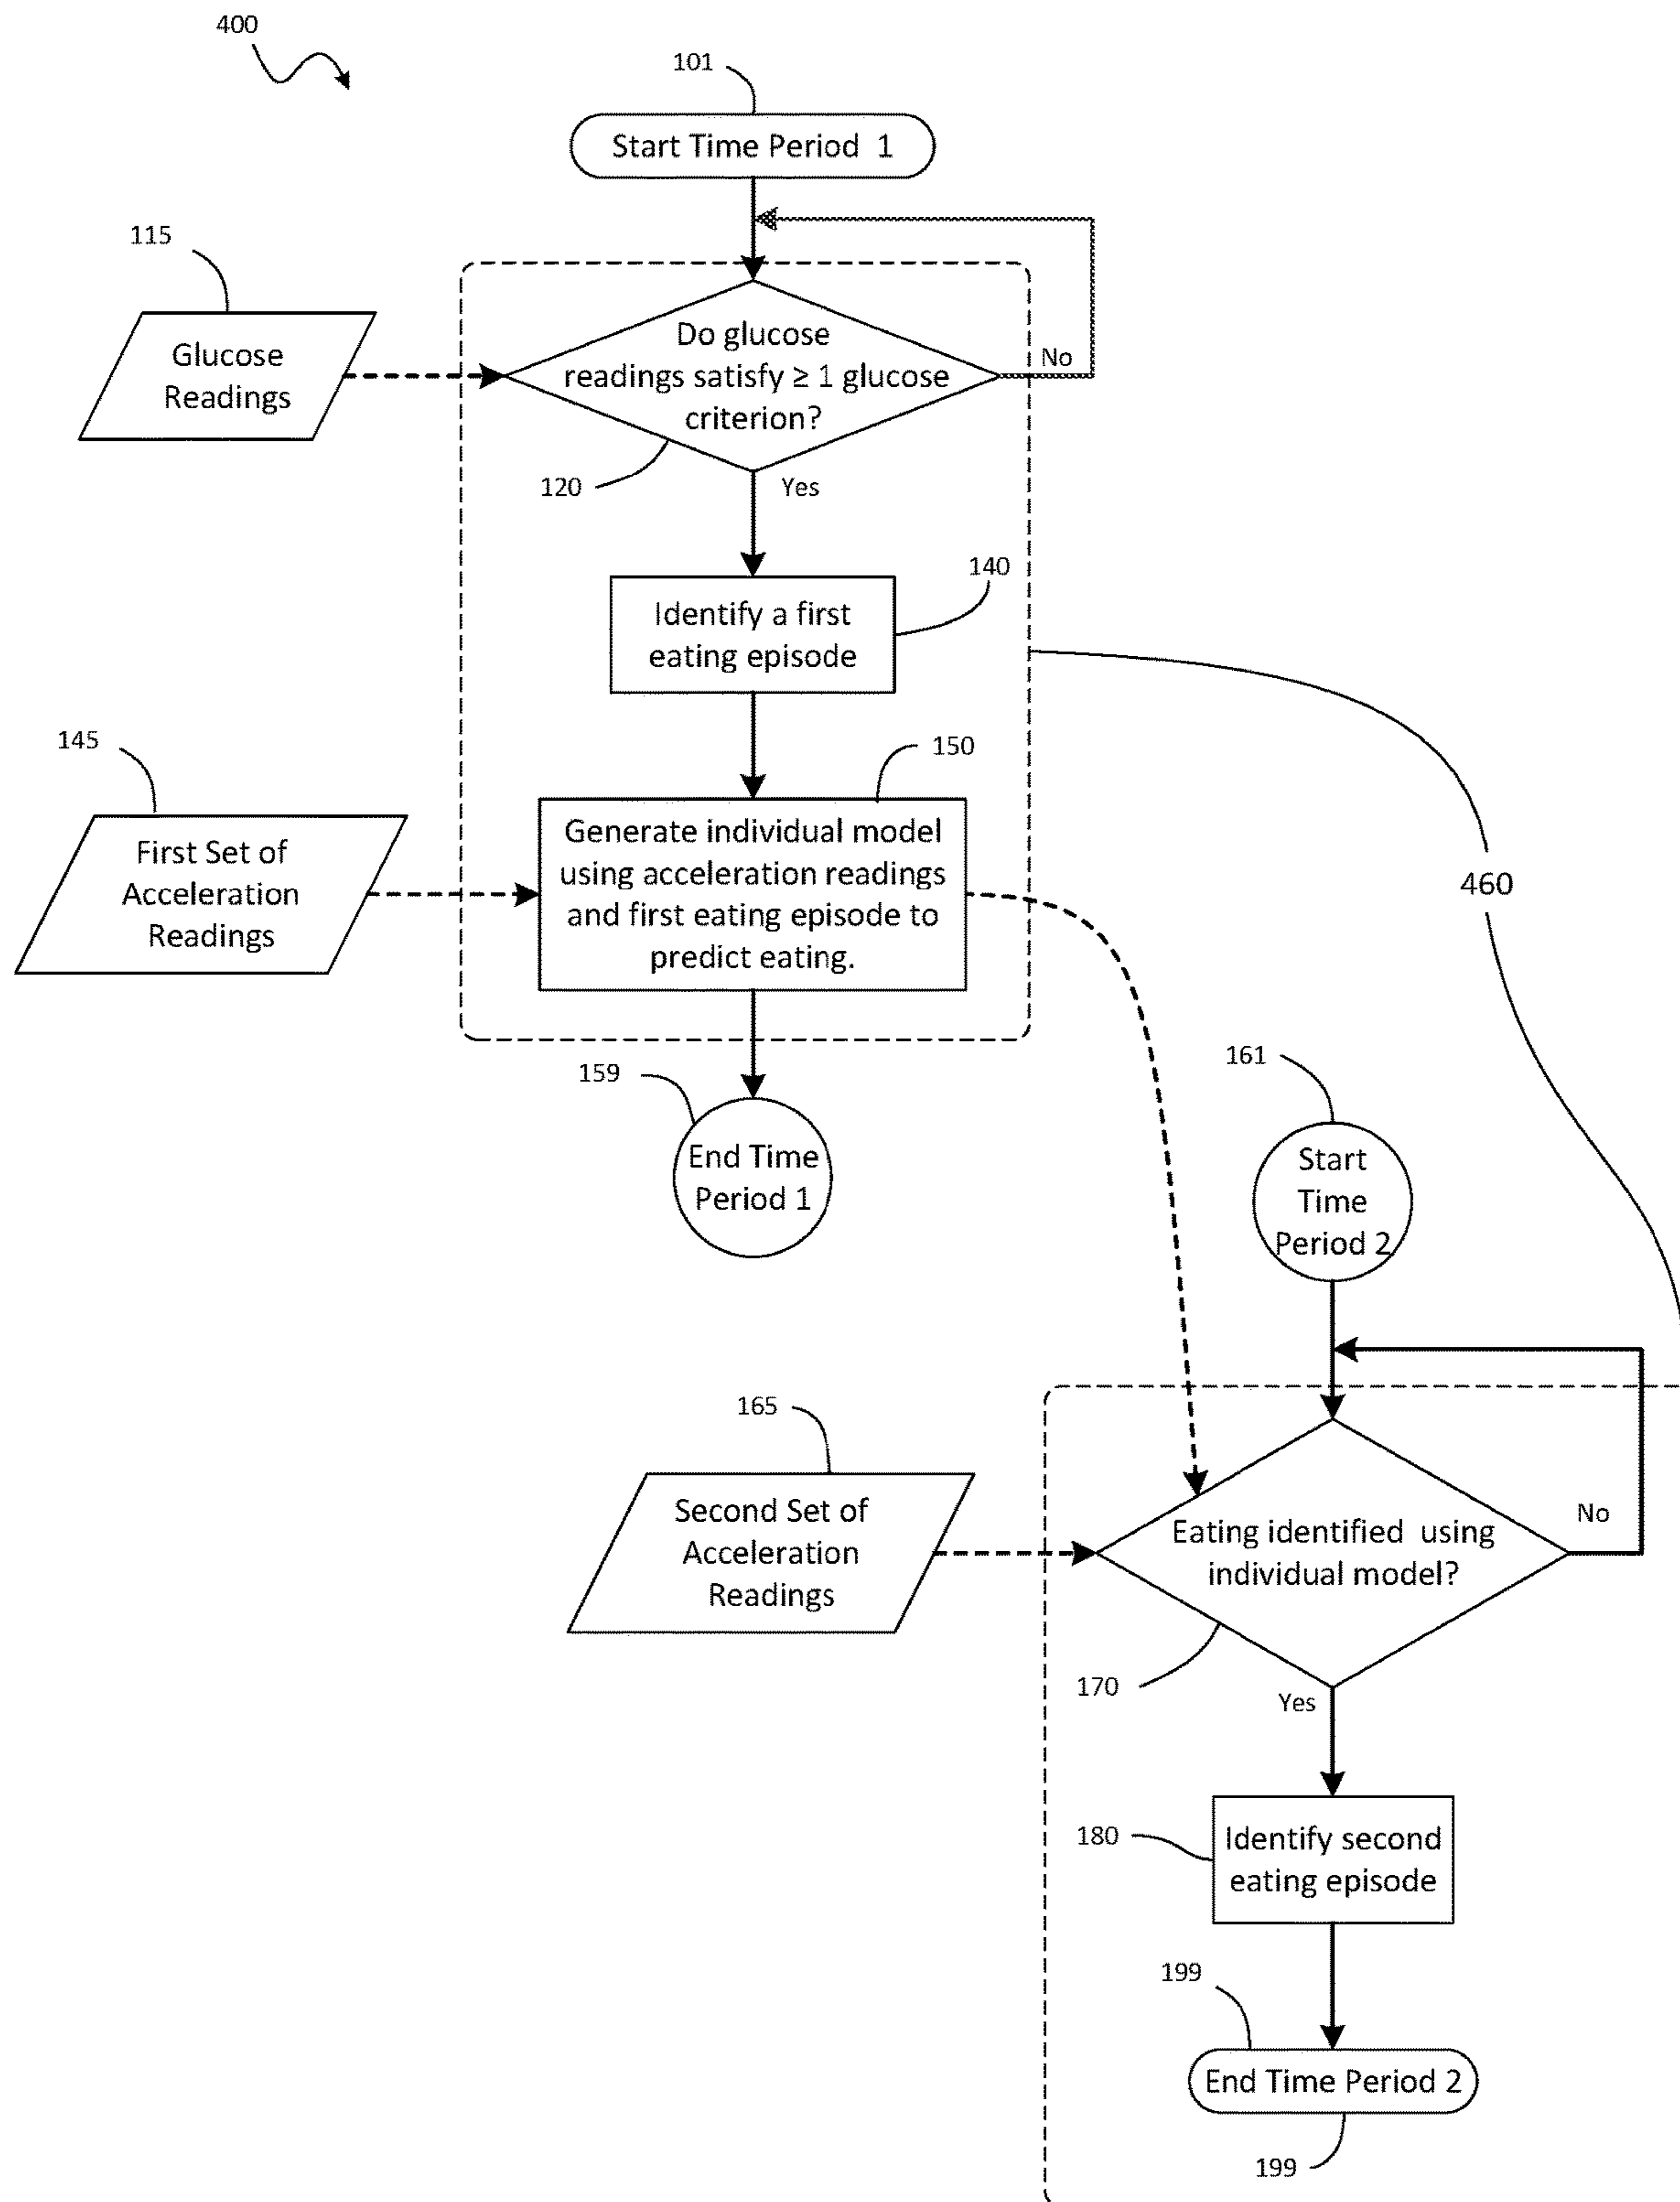 400
101
Start Time Period 1
115
Glucose
Readings
Do glucose
readings satisfy ≥ 1 glucose
criterion?
No
120
Yes
140
Identify a first
eating episode
145
150
First Set of
Acceleration
Readings
Generate individual model
using acceleration readings
and first eating episode to
predict eating.
460
159
End Time
Period 1
161
Start
Time
Period 2
165
Second Set of
Acceleration
Readings
Eating identified using
individual model?
No
170
Yes
180
Identify second
eating episode
199
End Time Period 2
199